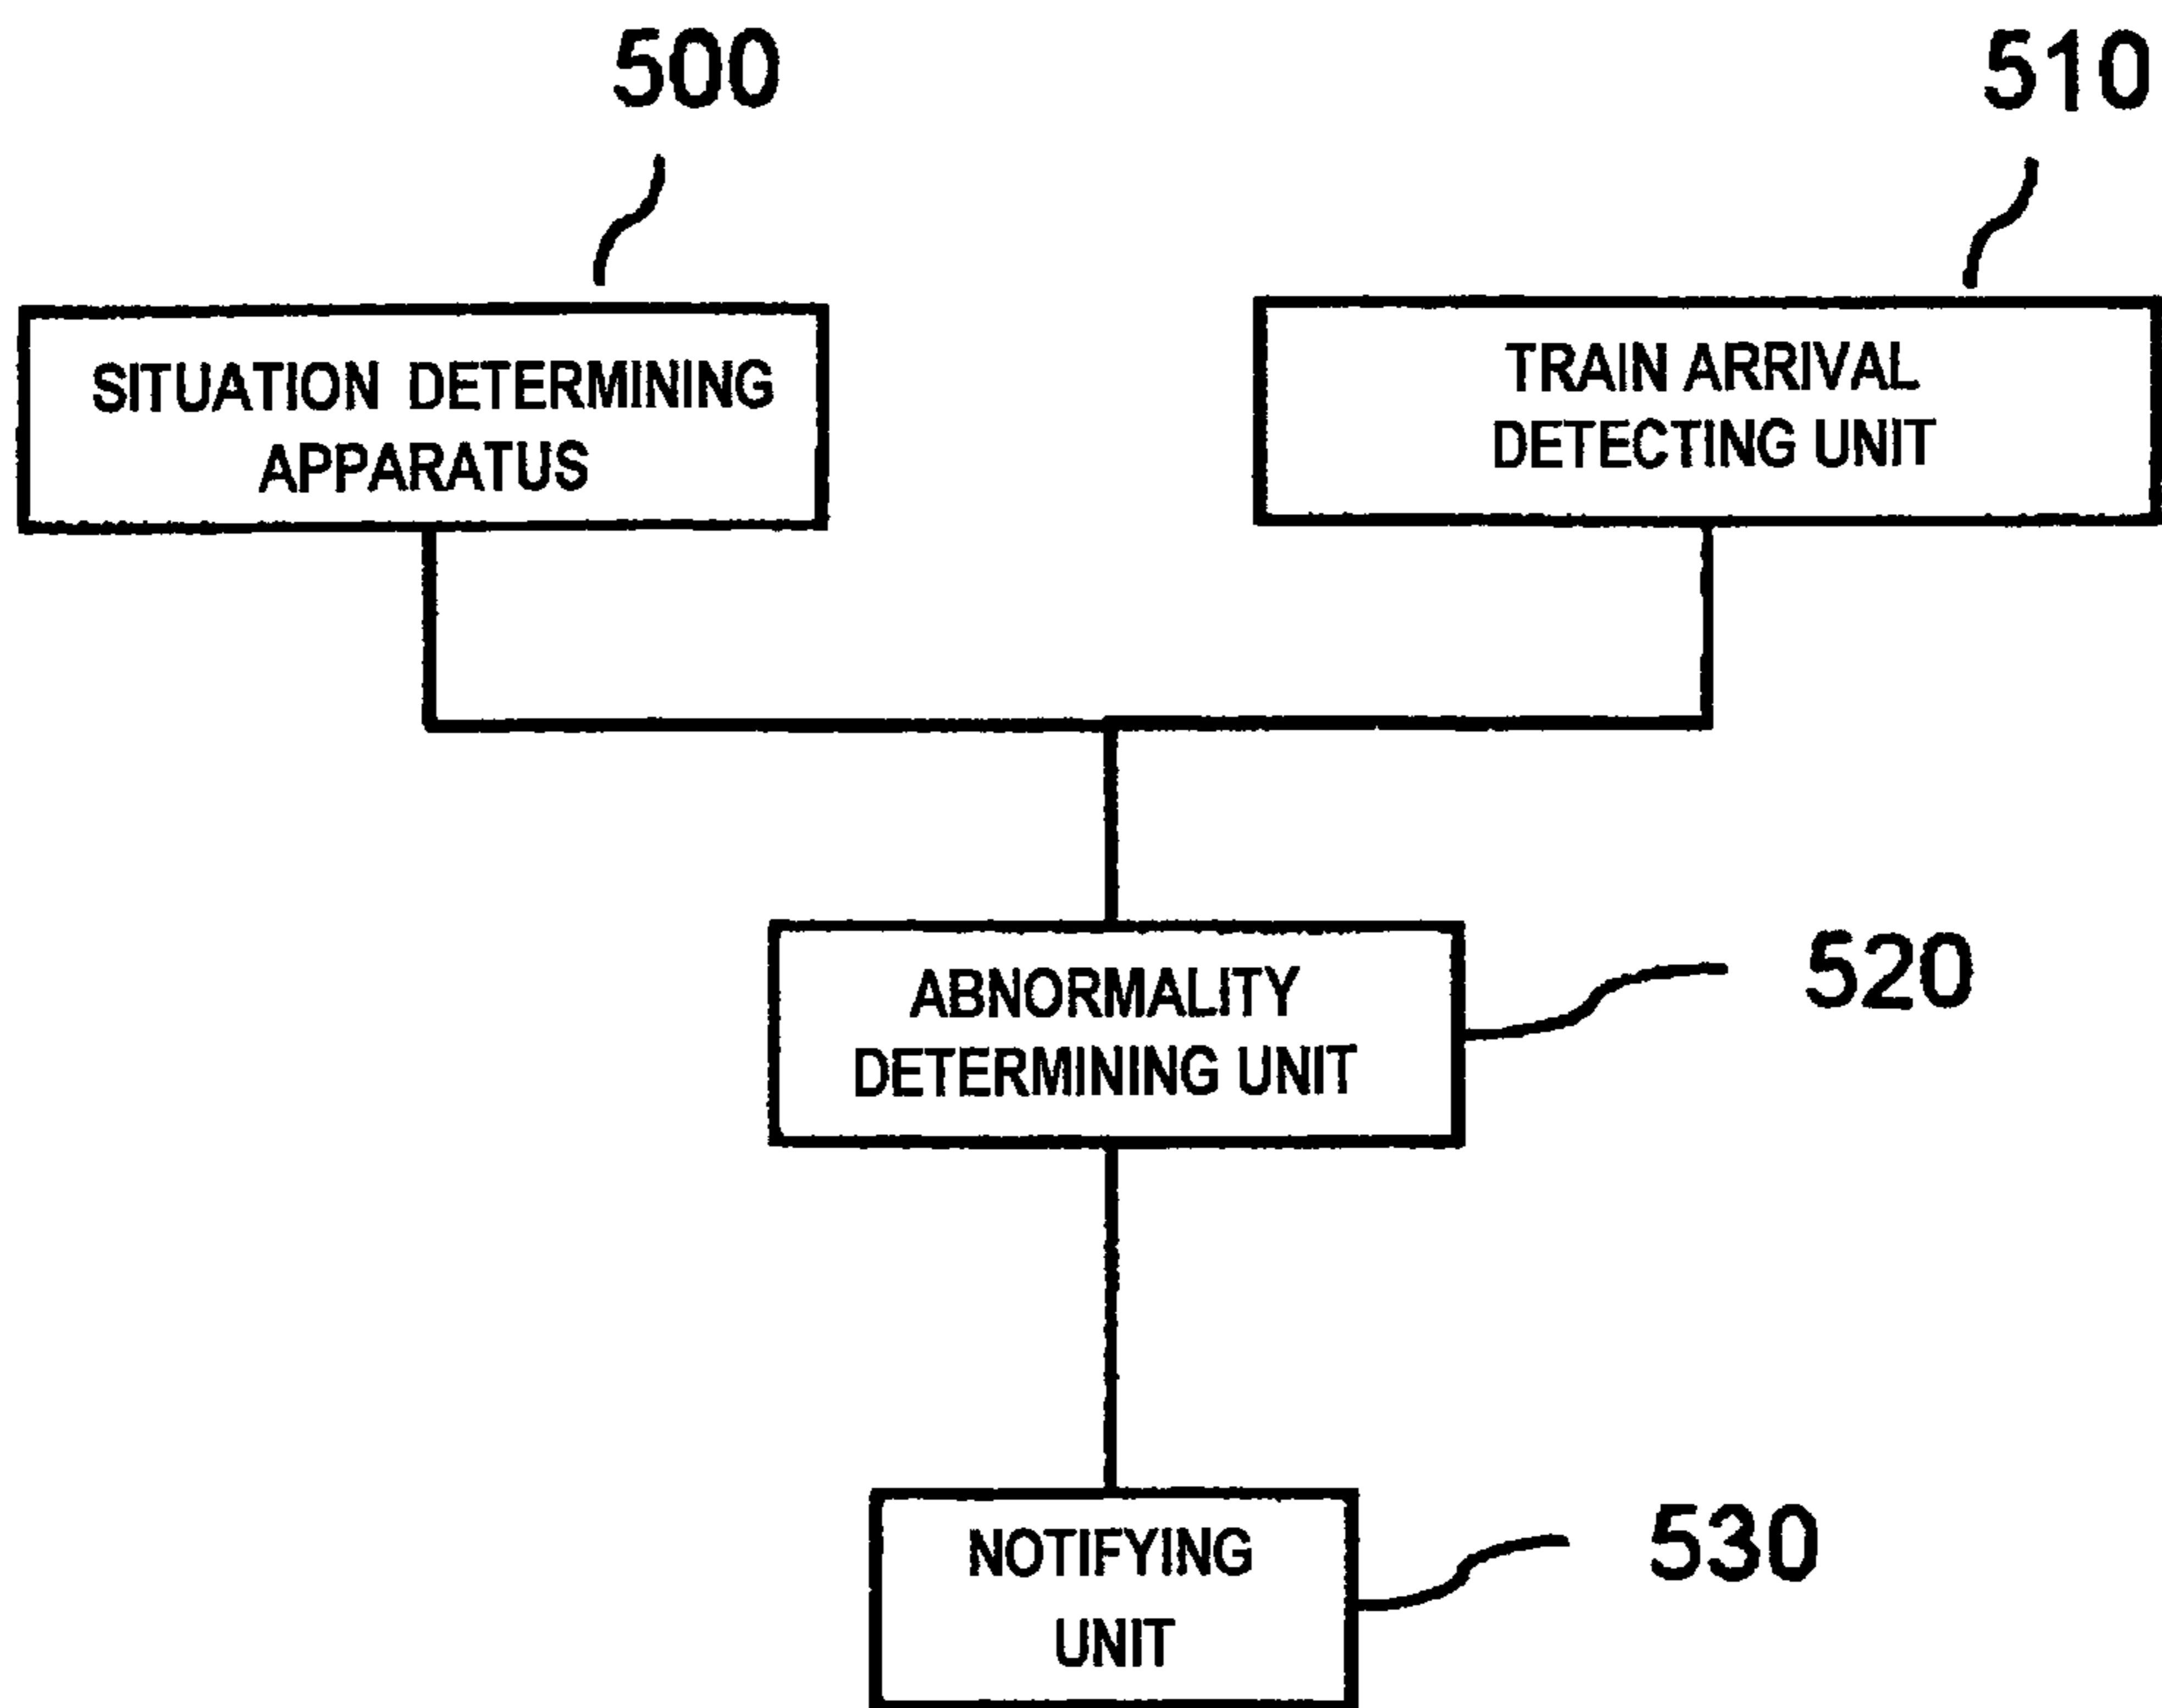 500
510
SITUATION DETERMINING
APPARATUS
TRAIN ARRIVAL
DETECTING UNIT
ABNORMALITY
DETERMINING UNIT
520
NOTIFYING
UNIT
530